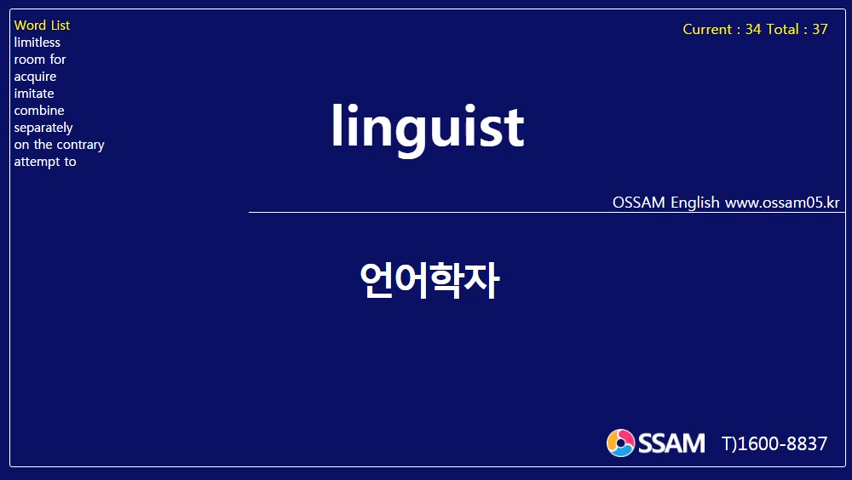 Word List
limitless
room for
acquire
imitate
combine
separately
on the contrary
attempt to
Current : 34 Total : 37
linguist
OSSAM English www.ossam05.kr
언어학자
OSSAM T)1600-8837